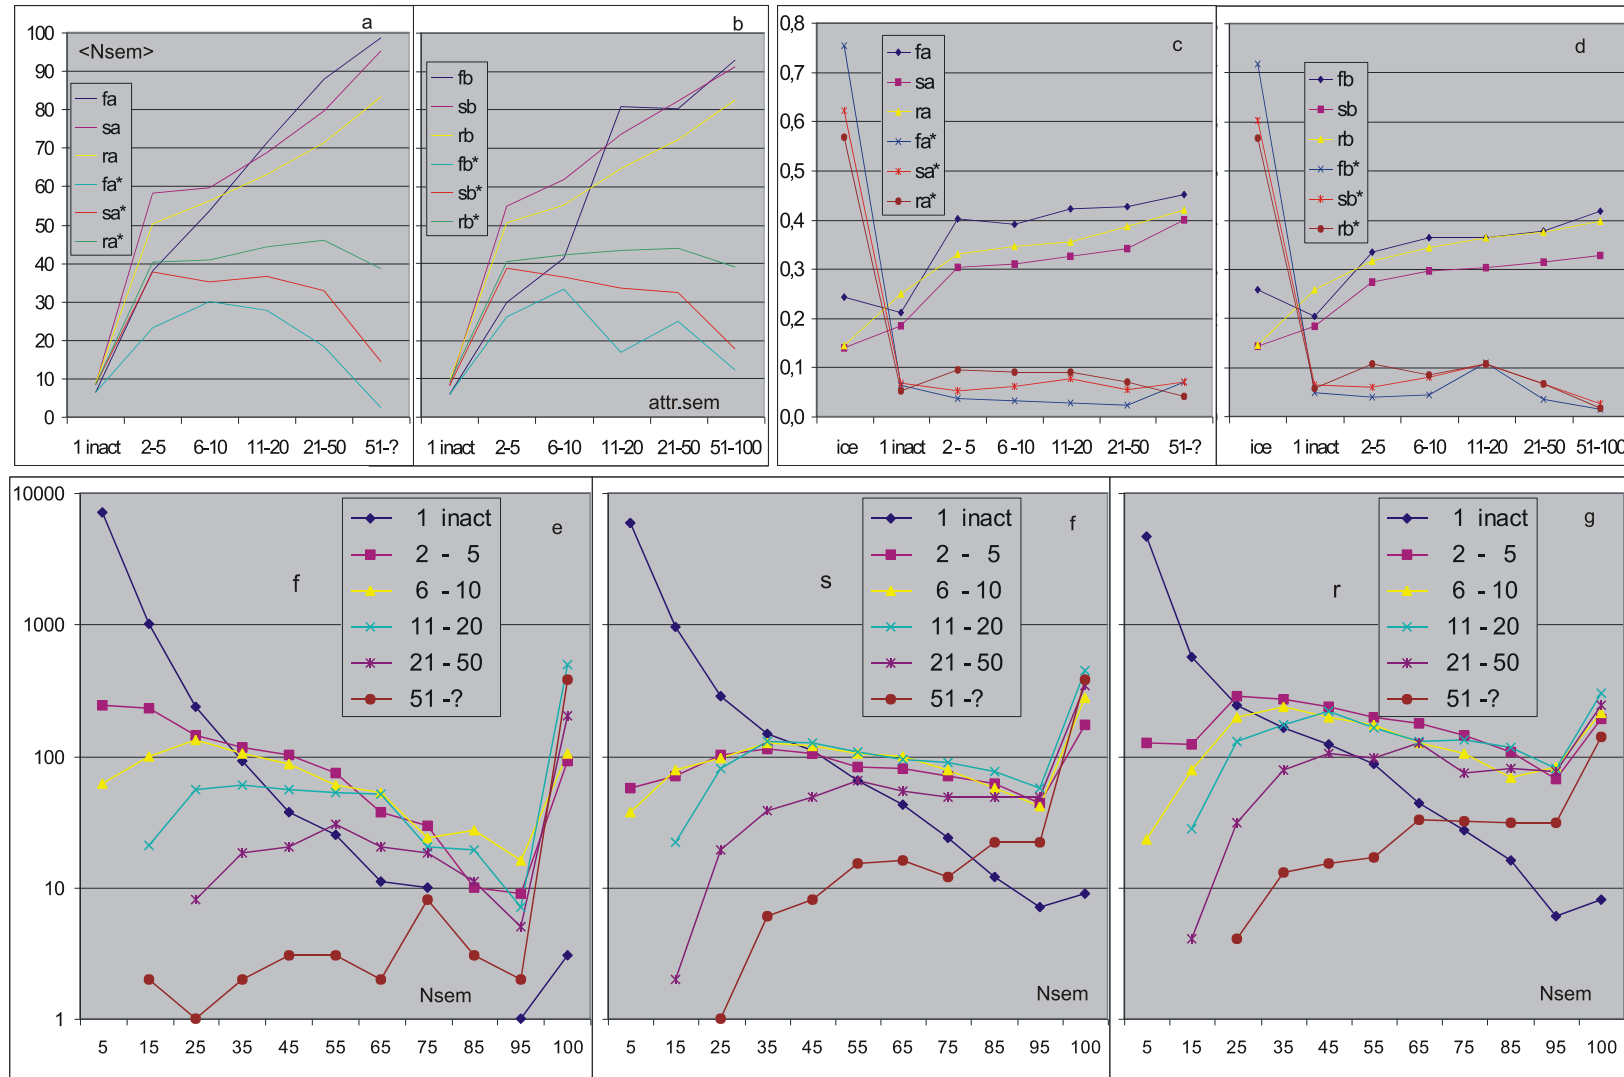 a
<Nsem>
100
90
80
70
60
50
40
30
20
10
0
fa
sa
ra
fa*
sa*
ra*
1 inact 2-5 6-10 11-20 21-50 51-?
b
fb
sb
rb
fb*
sb*
rb*
attr.sem
1 inact 2-5 6-10 11-20 21-50 51-100
c
0,8
0,7
0,6
0,5
0,4
0,3
0,2
0,1
0,0
fa
sa
ra
fa*
sa*
ra*
ice 1 inact 2 - 5 6 -10 11-20 21-50 51-?
d
fb
sb
rb
fb*
sb*
rb*
ice 1 inact 2-5 6-10 11-20 21-50 51-100
10000
1000
100
10
1
e
f
1 inact
2 - 5
6 - 10
11 - 20
21 - 50
51 -?
Nsem
5 15 25 35 45 55 65 75 85 95 100
f
s
1 inact
2 - 5
6 - 10
11 - 20
21 - 50
51 -?
Nsem
5 15 25 35 45 55 65 75 85 95 100
g
r
1 inact
2 - 5
6 - 10
11 - 20
21 - 50
51 -?
Nsem
5 15 25 35 45 55 65 75 85 95 100